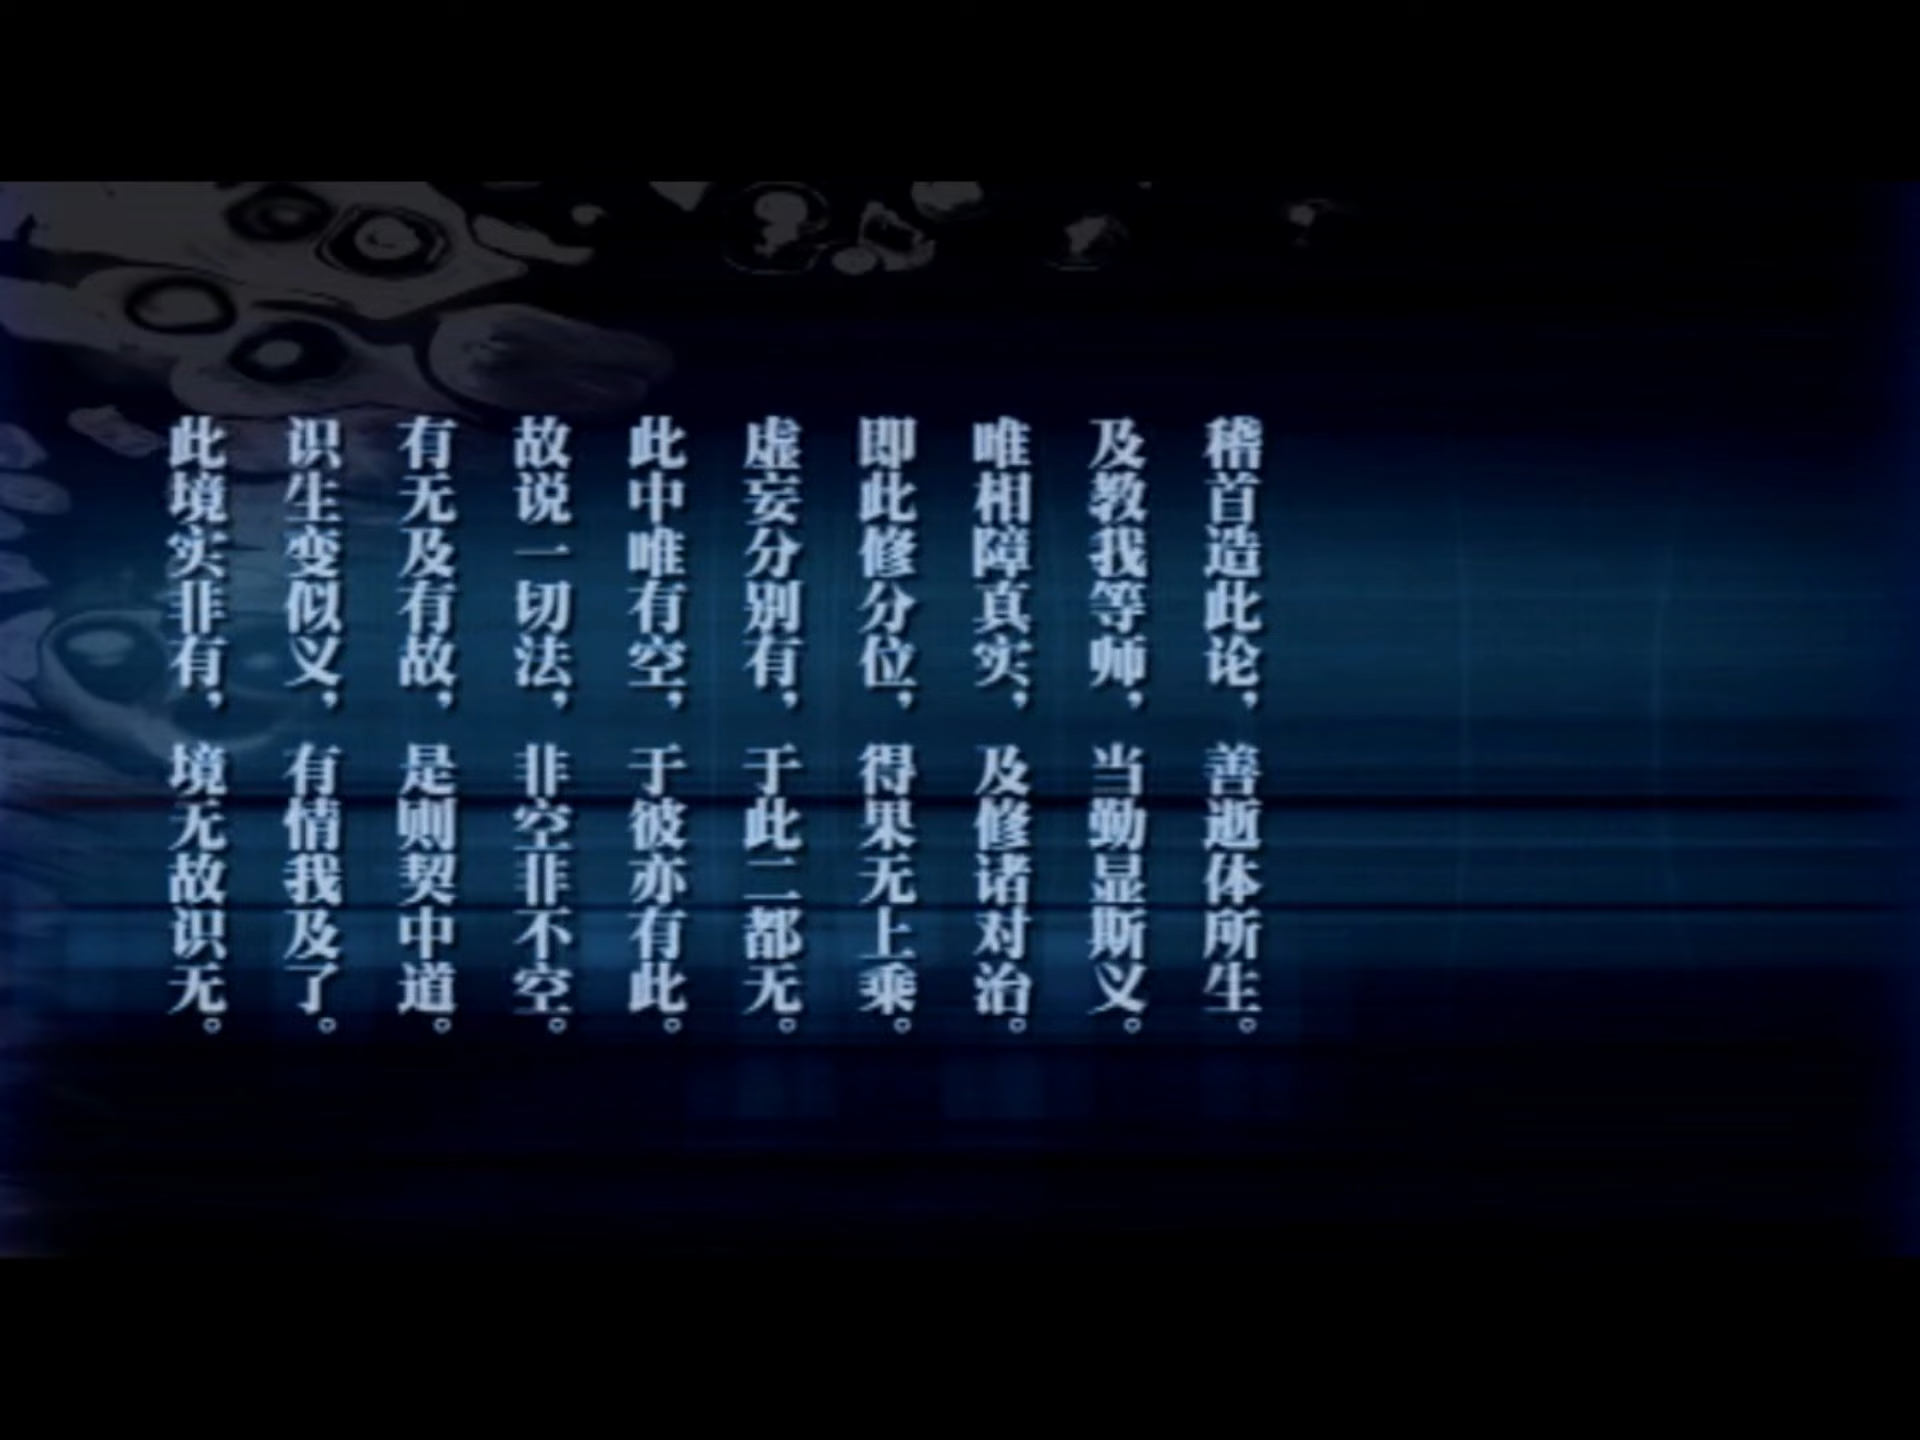 稽首造此论，善逝体所生。
及教我等师，当勤显斯义。
唯相障真实，及修诸对治。
即此修分位，得果无上乘。
虚妄分别有，于此二都无。
此中唯有空，于彼亦有此。
故说一切法，非空非不空。
有无及有故，是则契中道。
识生变似义，有情我及了。
此境实非有，境无故识无。